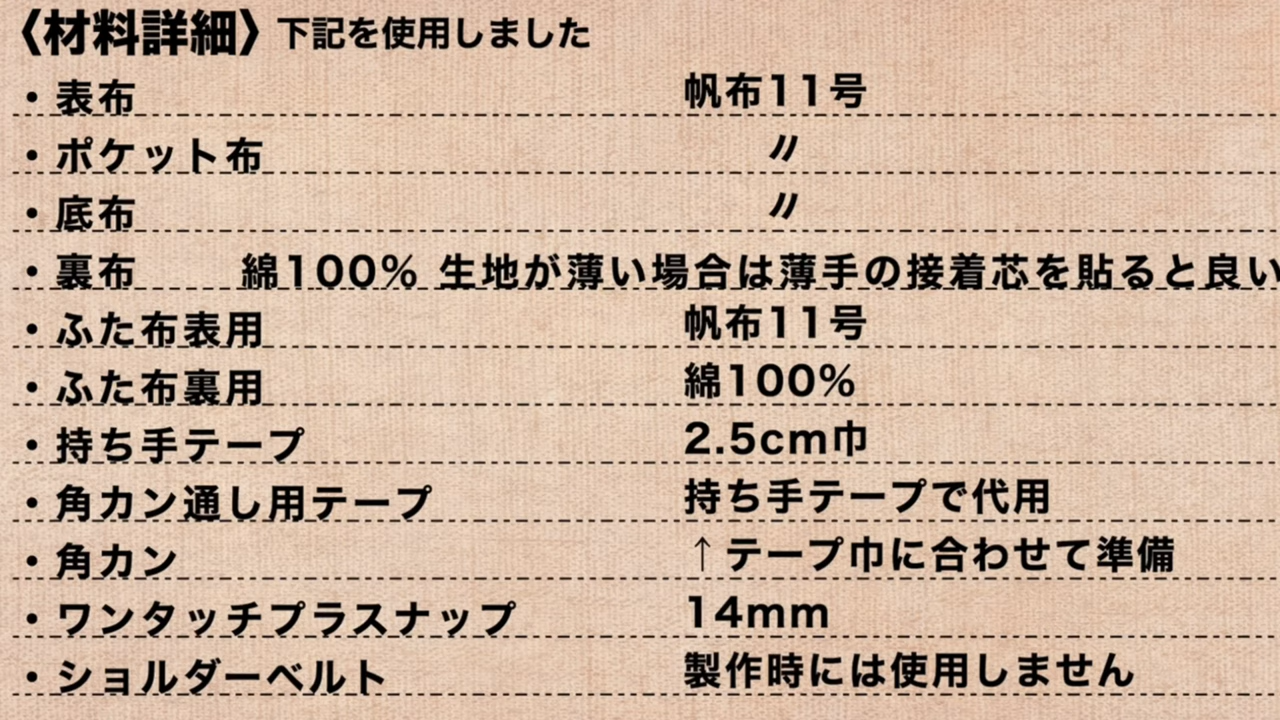 〈材料詳細〉下記を使用しました
・表布 帆布11号
・ポケット布 〃
・底布 〃
・裏布 綿100% 生地が薄い場合は薄手の接着芯を貼ると良い
・ふた布表用 帆布11号
・ふた布裏用 綿100%
・持ち手テープ 2.5cm巾
・角カン通し用テープ 持ち手テープで代用
・角カン ↑テープ巾に合わせて準備
・ワンタッチプラスナップ 14mm
・ショルダーベルト 製作時には使用しません